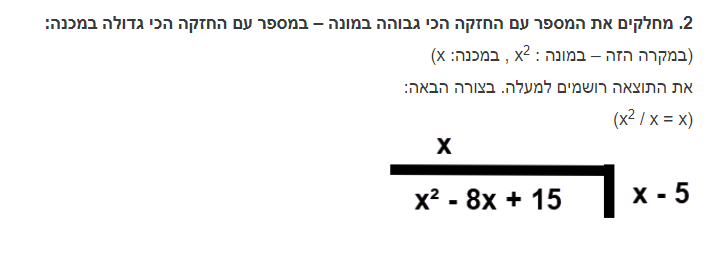 2. מחלקים את המספר עם החזקה הכי גבוהה במונה – במספר עם החזקה הכי גדולה במכנה:
(במקרה הזה – במונה : x² , במכנה: x)
את התוצאה רושמים למעלה. בצורה הבאה:
(x² / x = x)
x
x² - 8x + 15 x - 5